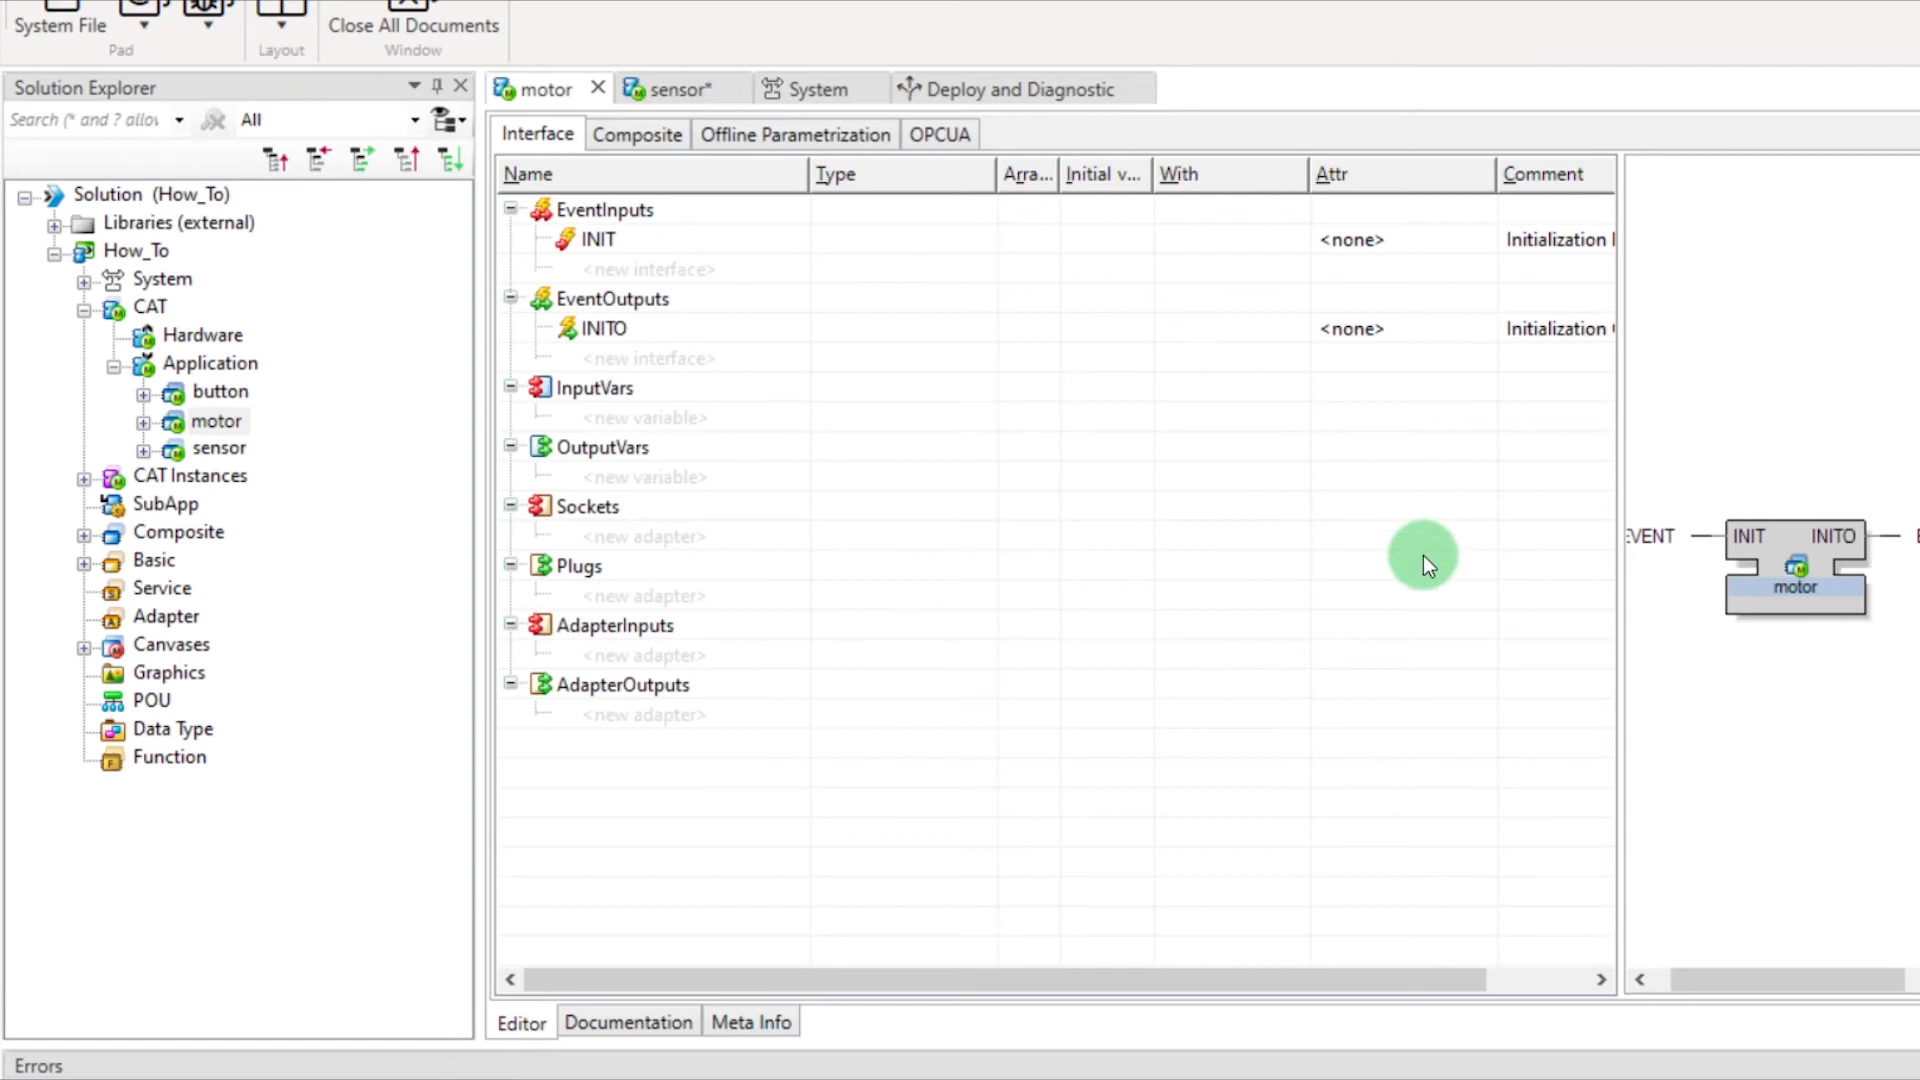 System File
Close All Documents
Pad
Layout
Window
Solution Explorer
motor
sensor*
System
Deploy and Diagnostic
Search (* and ? allov
All
Interface
Composite
Offline Parametrization
OPCUA
Name
Type
Arra...
Initial v...
With
Attr
Comment
Solution (How_To)
Libraries (external)
How_To
System
CAT
Hardware
Application
button
motor
sensor
CAT Instances
SubApp
Composite
Basic
Service
Adapter
Canvases
Graphics
POU
Data Type
Function
EventInputs
INIT
<none>
Initialization I
<new interface>
EventOutputs
INITO
<none>
Initialization
<new interface>
InputVars
<new variable>
OutputVars
<new variable>
Sockets
<new adapter>
Plugs
<new adapter>
AdapterInputs
<new adapter>
AdapterOutputs
<new adapter>
EVENT
INIT
INITO
E
motor
Editor
Documentation
Meta Info
Errors